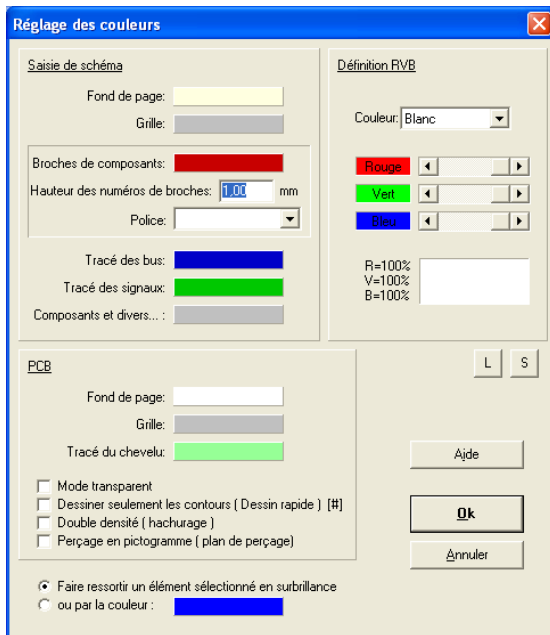 Réglage des couleurs
Saisie de schéma
Fond de page:
Grille:
Broches de composants:
Hauteur des numéros de broches: 1,00 mm
Police:
Tracé des bus:
Tracé des signaux:
Composants et divers... :
Définition RVB
Couleur: Blanc
Rouge
Vert
Bleu
R=100%
V=100%
B=100%
L S
PCB
Fond de page:
Grille:
Tracé du chevelu:
Mode transparent
Dessiner seulement les contours ( Dessin rapide ) [#]
Double densité ( hachurage )
Perçage en pictogramme ( plan de perçage)
Aide
Ok
Annuler
Faire ressortir un élément sélectionné en surbrillance
ou par la couleur :